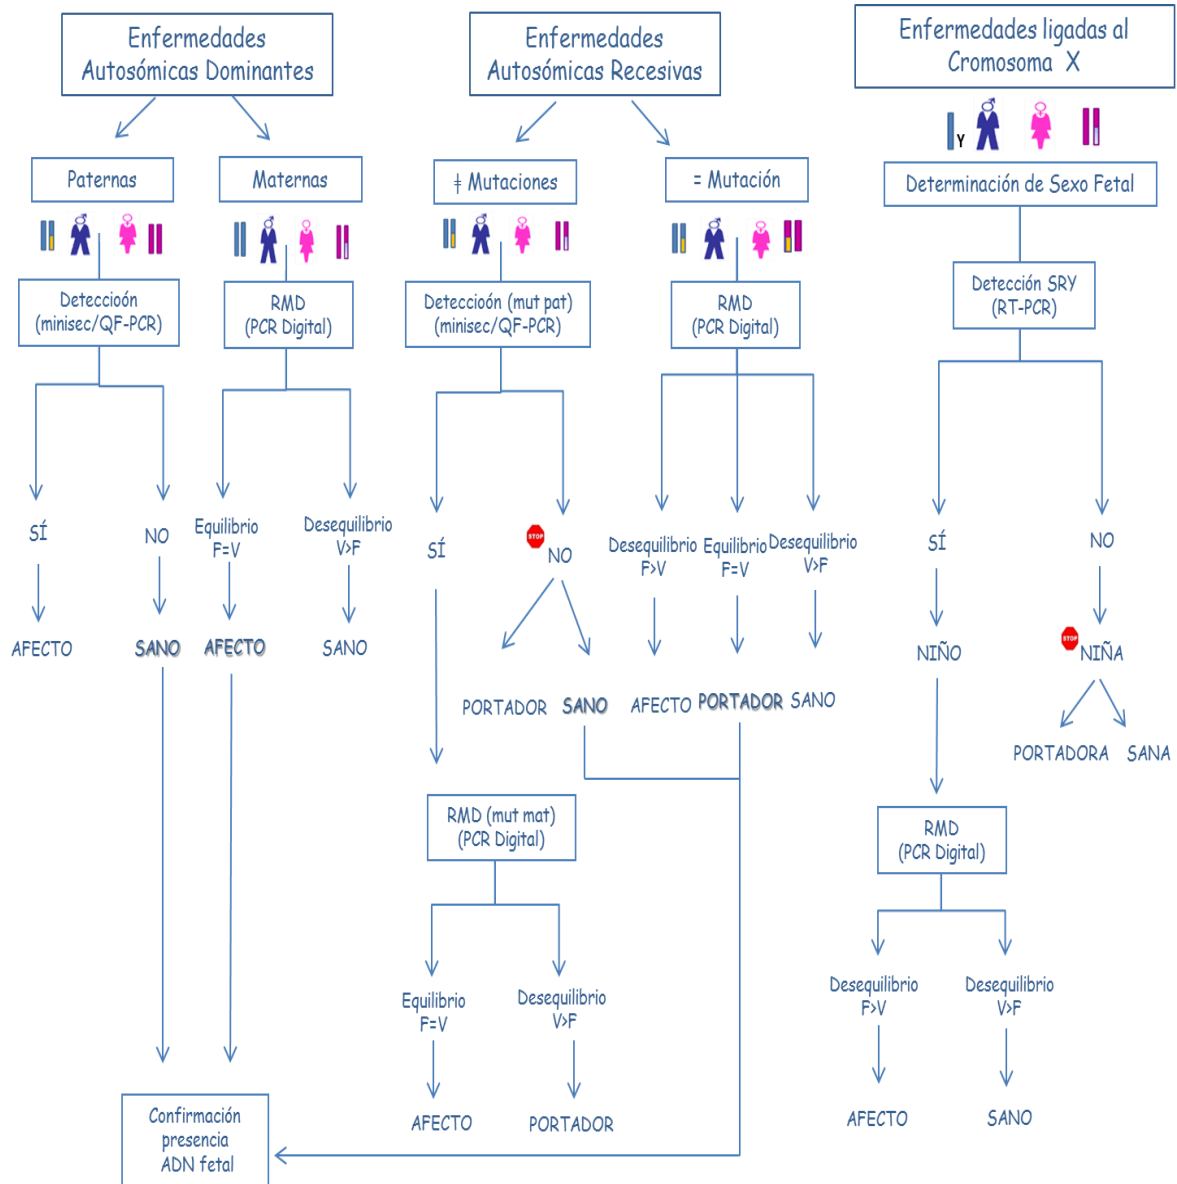 Enfermedades
Autosómicas Dominantes
Enfermedades
Autosómicas Recesivas
Enfermedades ligadas al
Cromosoma X
Y
Paternas
Maternas
ǂ Mutaciones
= Mutación
Determinación de Sexo Fetal
Deteccioón
(minisec/QF-PCR)
RMD
(PCR Digital)
Deteccioón (mut pat)
(minisec/QF-PCR)
RMD
(PCR Digital)
Detección SRY
(RT-PCR)
SÍ
NO
Equilibrio
F=V
Desequilibrio
V>F
SÍ
STOP
NO
Desequilibrio
F>V
Equilibrio
F=V
Desequilibrio
V>F
SÍ
NO
AFECTO
SANO
AFECTO
SANO
NIÑO
STOP
NIÑA
PORTADOR
SANO
AFECTO
PORTADOR
SANO
PORTADORA
SANA
RMD (mut mat)
(PCR Digital)
RMD
(PCR Digital)
Equilibrio
F=V
Desequilibrio
V>F
Desequilibrio
F>V
Desequilibrio
V>F
AFECTO
PORTADOR
AFECTO
SANO
Confirmación
presencia
ADN fetal